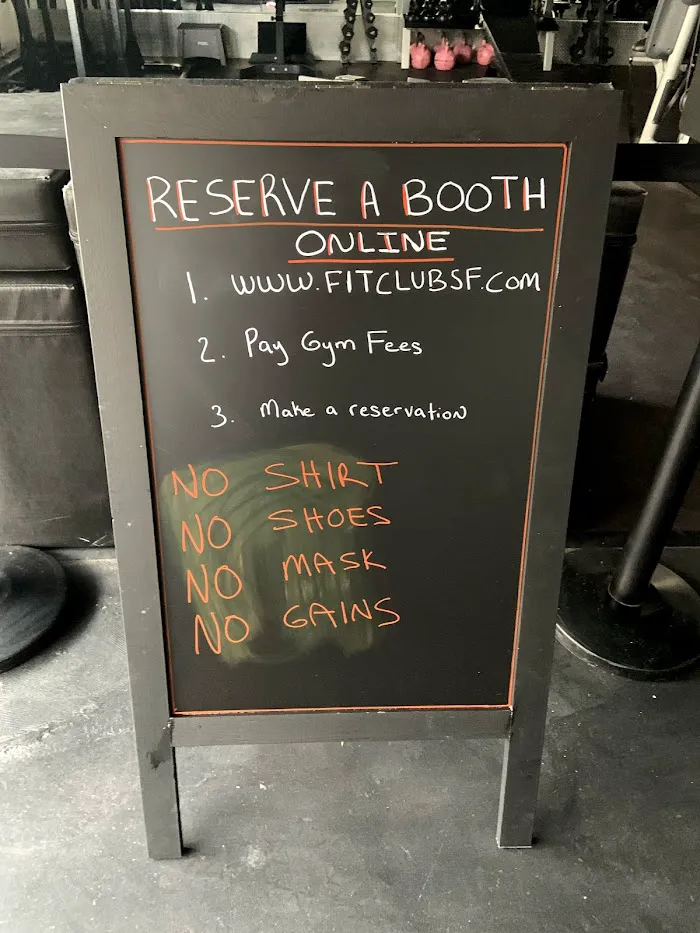 RESERVE A BOOTH
ONLINE
1. WWW.FITCLUBSF.COM
2. Pay Gym Fees
3. Make a reservation
NO SHIRT
NO SHOES
NO MASK
NO GAINS